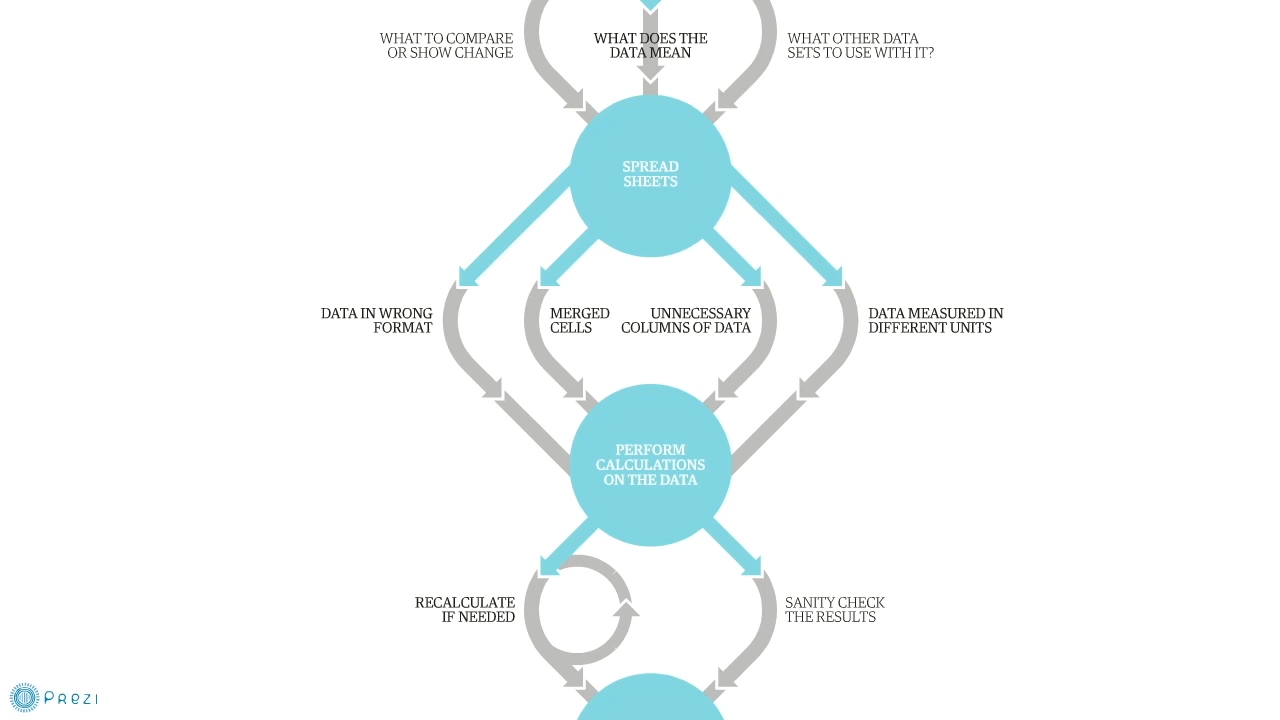 WHAT TO COMPARE
OR SHOW CHANGE
WHAT DOES THE
DATA MEAN
WHAT OTHER DATA
SETS TO USE WITH IT?
SPREAD
SHEETS
DATA IN WRONG
FORMAT
MERGED
CELLS
UNNECESSARY
COLUMNS OF DATA
DATA MEASURED IN
DIFFERENT UNITS
PERFORM
CALCULATIONS
ON THE DATA
RECALCULATE
IF NEEDED
SANITY CHECK
THE RESULTS
PREZI